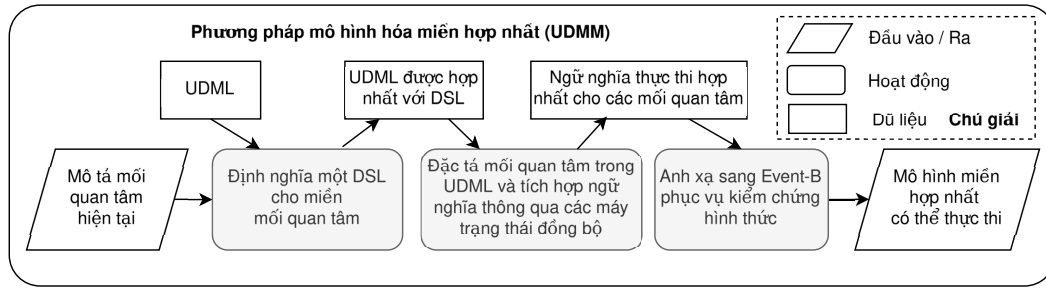 Phương pháp mô hình hóa miền hợp nhất (UDMM)
Đầu vào / Ra
Hoạt động
Dữ liệu
Chú giải
UDML
UDML được hợp
nhất với DSL
Ngữ nghĩa thực thi hợp
nhất cho các mối quan tâm
Mô tả mối
quan tâm
hiện tại
Định nghĩa một DSL
cho miền
mối quan tâm
Đặc tả mối quan tâm trong
UDML và tích hợp ngữ
nghĩa thông qua các máy
trạng thái đồng bộ
Anh xạ sang Event-B
phục vụ kiểm chứng
hình thức
Mô hình miền
hợp nhất
có thể thực thi